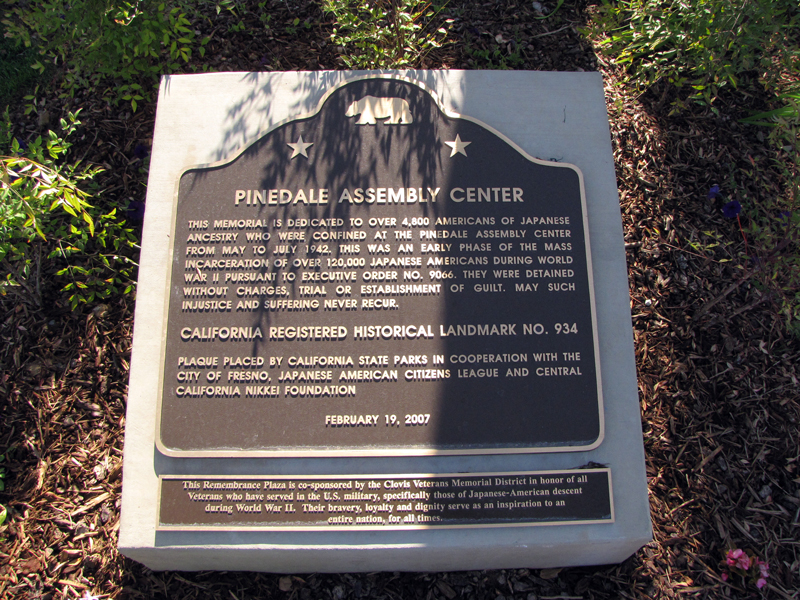 PINEDALE ASSEMBLY CENTER
THIS MEMORIAL IS DEDICATED TO OVER 4,800 AMERICANS OF JAPANESE
ANCESTRY WHO WERE CONFINED AT THE PINEDALE ASSEMBLY CENTER
FROM MAY TO JULY 1942. THIS WAS AN EARLY PHASE OF THE MASS
INCARCERATION OF OVER 120,000 JAPANESE AMERICANS DURING WORLD
WAR II PURSUANT TO EXECUTIVE ORDER NO. 9066. THEY WERE DETAINED
WITHOUT CHARGES, TRIAL OR ESTABLISHMENT OF GUILT. MAY SUCH
INJUSTICE AND SUFFERING NEVER RECUR.
CALIFORNIA REGISTERED HISTORICAL LANDMARK NO. 934
PLAQUE PLACED BY CALIFORNIA STATE PARKS IN COOPERATION WITH THE
CITY OF FRESNO, JAPANESE AMERICAN CITIZENS LEAGUE AND CENTRAL
CALIFORNIA NIKKEI FOUNDATION
FEBRUARY 19, 2007
This Remembrance Plaza is co-sponsored by the Clovis Veterans Memorial District in honor of all
Veterans who have served in the U.S. military, specifically those of Japanese-American descent
during World War II. Their bravery, loyalty and dignity serve as an inspiration to an
entire nation, for all times.